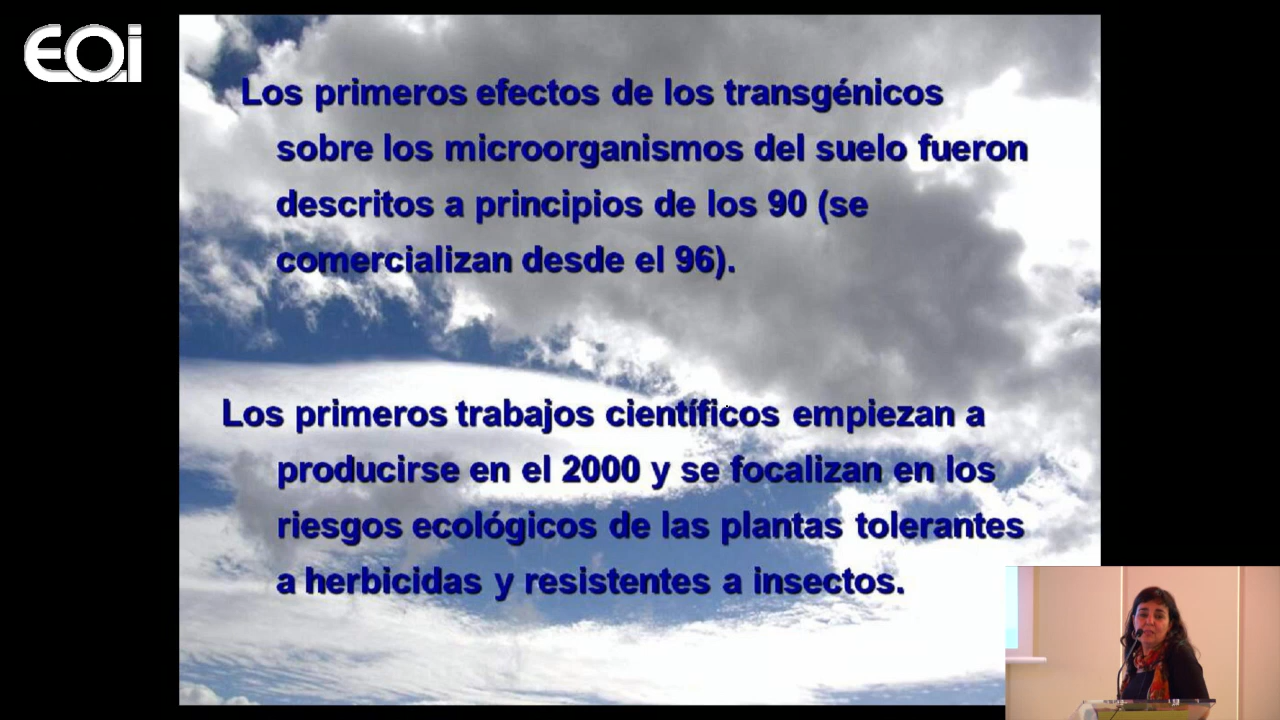 EOi
Los primeros efectos de los transgénicos
sobre los microorganismos del suelo fueron
descritos a principios de los 90 (se
comercializan desde el 96).
Los primeros trabajos científicos empiezan a
producirse en el 2000 y se focalizan en los
riesgos ecológicos de las plantas tolerantes
a herbicidas y resistentes a insectos.